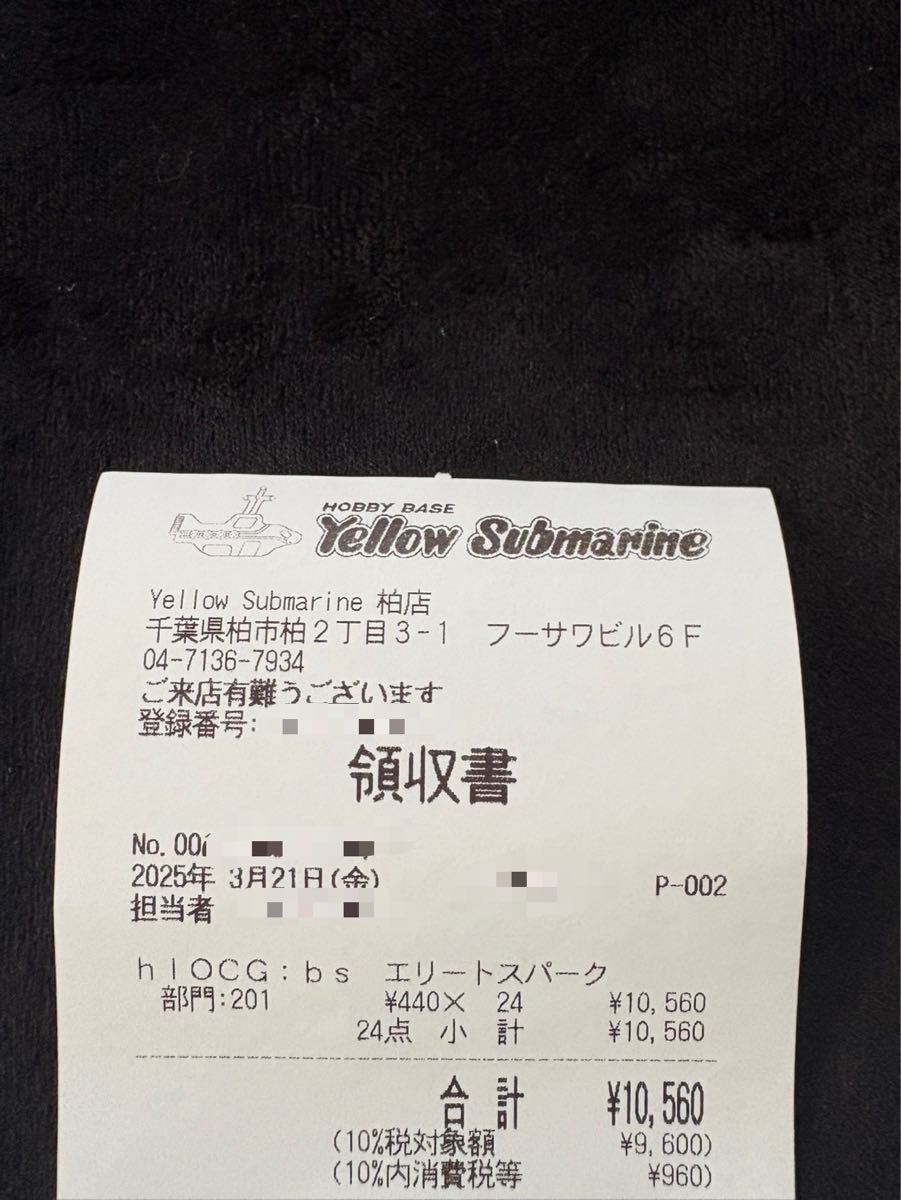 HOBBY BASE
Yellow Submarine
Yellow Submarine 柏店
千葉県柏市柏２丁目３-１ フーサワビル６Ｆ
04-7136-7934
ご来店有難うございます
登録番号:
領収書
No.00
2025年 3月21日(金)
P-002
担当者
ｈｌＯＣＧ：ｂｓ エリートスパーク
部門:201 ¥440× 24 ¥10,560
24点 小 計 ¥10,560
合 計 ¥10,560
(10%税対象額 ¥9,600)
(10%内消費税等 ¥960)